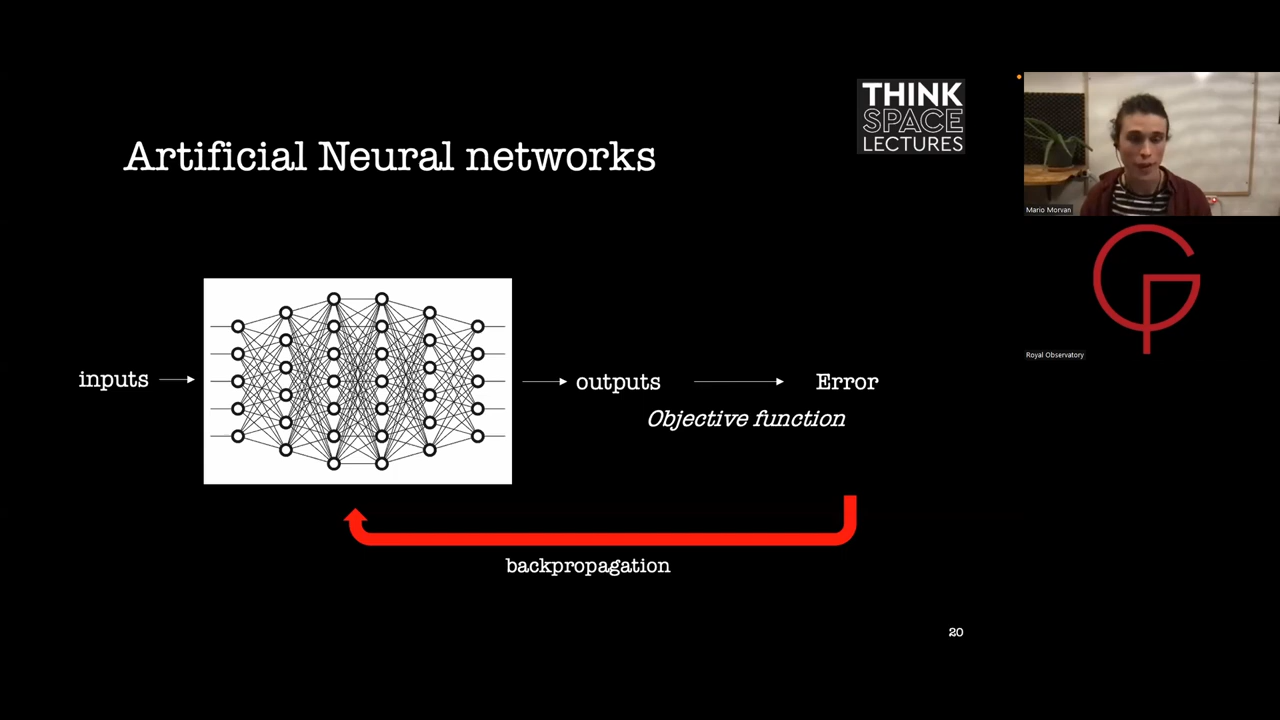 THINK
SPACE
LECTURES
Artificial Neural networks
Mario Morvan
Royal Observatory
inputs
outputs
Error
Objective function
backpropagation
20